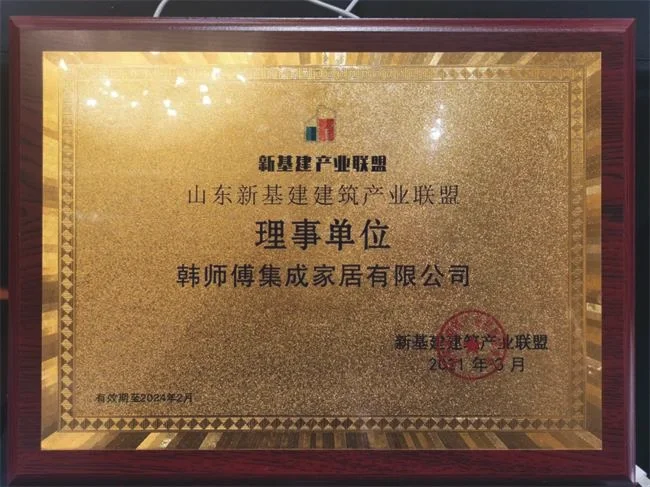 新基建产业联盟
山东新基建建筑产业联盟
理事单位
韩师傅集成家居有限公司
新基建建筑产业联盟
2021 年 3 月
有效期至2024年2月